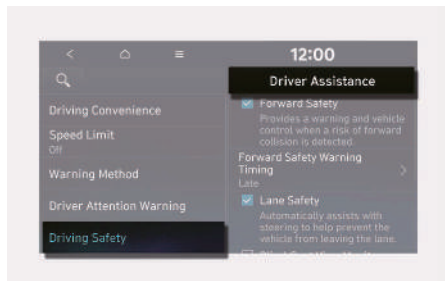 12:00
Driver Assistance
Driving Convenience
Speed Limit
Off
Warning Method
Driver Attention Warning
Driving Safety
Forward Safety
Provides a warning and vehicle
control when a risk of forward
collision is detected.
Forward Safety Warning
Timing
Late
Lane Safety
Automatically assists with
steering to help prevent the
vehicle from leaving the lane.